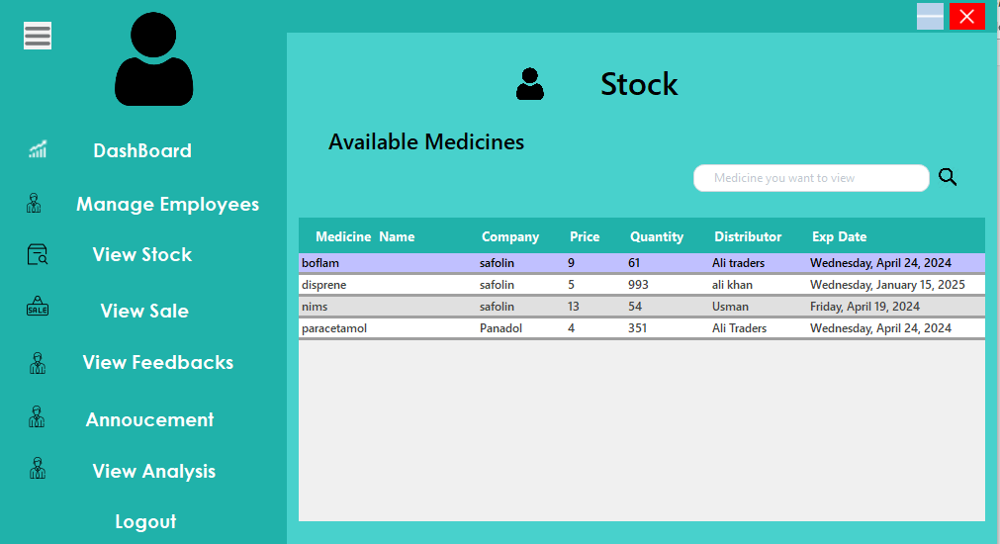 DashBoard
Manage Employees
View Stock
SALE
View Sale
View Feedbacks
Annoucement
View Analysis
Logout
Stock
Available Medicines
Medicine you want to view
Medicine Name Company Price Quantity Distributor Exp Date
boflam safolin 9 61 Ali traders Wednesday, April 24, 2024
disprene safolin 5 993 ali khan Wednesday, January 15, 2025
nims safolin 13 54 Usman Friday, April 19, 2024
paracetamol Panadol 4 351 Ali Traders Wednesday, April 24, 2024